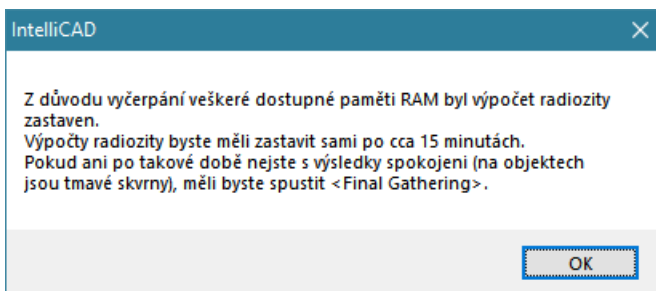 IntelliCAD
Z důvodu vyčerpání veškeré dostupné paměti RAM byl výpočet radiozity
zastaven.
Výpočty radiozity byste měli zastavit sami po cca 15 minutách.
Pokud ani po takové době nejste s výsledky spokojeni (na objektech
jsou tmavé skvrny), měli byste spustit <Final Gathering>.
OK